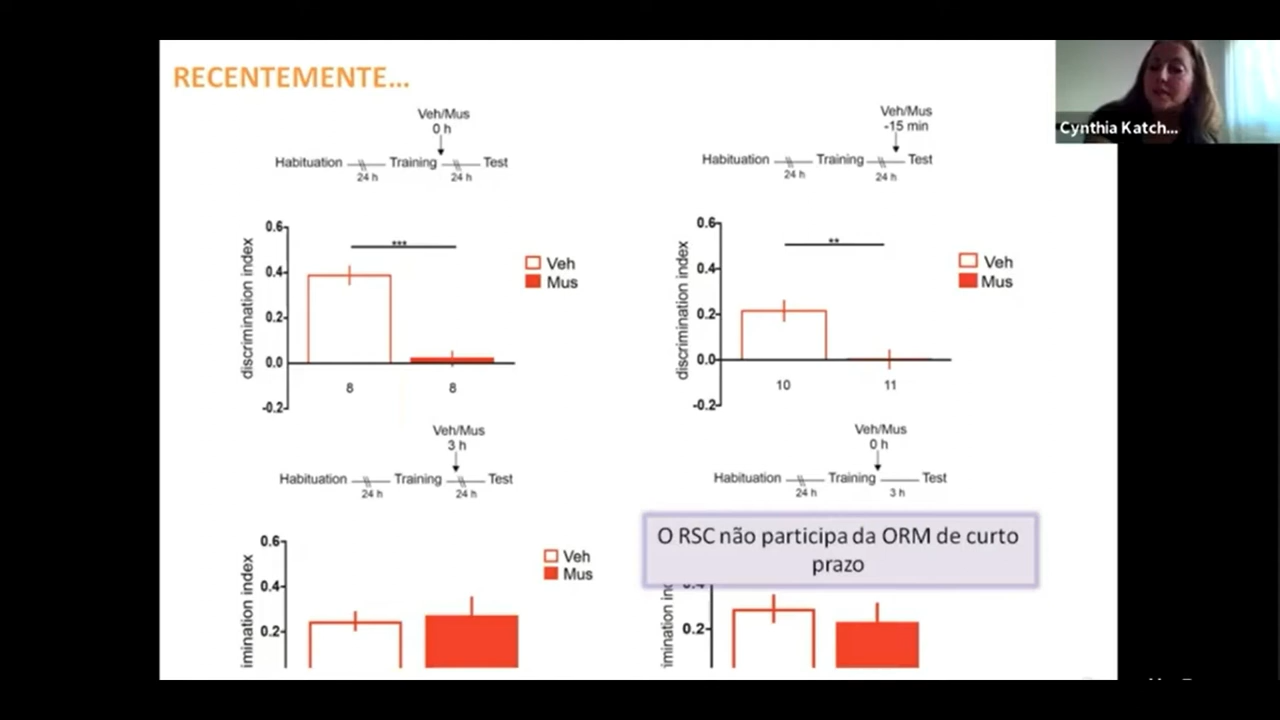 RECENTEMENTE...
Cynthia Katch...
Veh/Mus
0 h
Habituation Training Test
24 h 24 h
Veh/Mus
-15 min
Habituation Training Test
24 h 24 h
discrimination index
0.6
***
0.4
0.2
0.0
-0.2
Veh
Mus
8 8
discrimination index
0.6
**
0.4
0.2
0.0
-0.2
Veh
Mus
10 11
Veh/Mus
3 h
Habituation Training Test
24 h 24 h
Veh/Mus
0 h
Habituation Training Test
24 h 3 h
O RSC não participa da ORM de curto
prazo
imination index
0.6
0.4
0.2
Veh
Mus
0.2